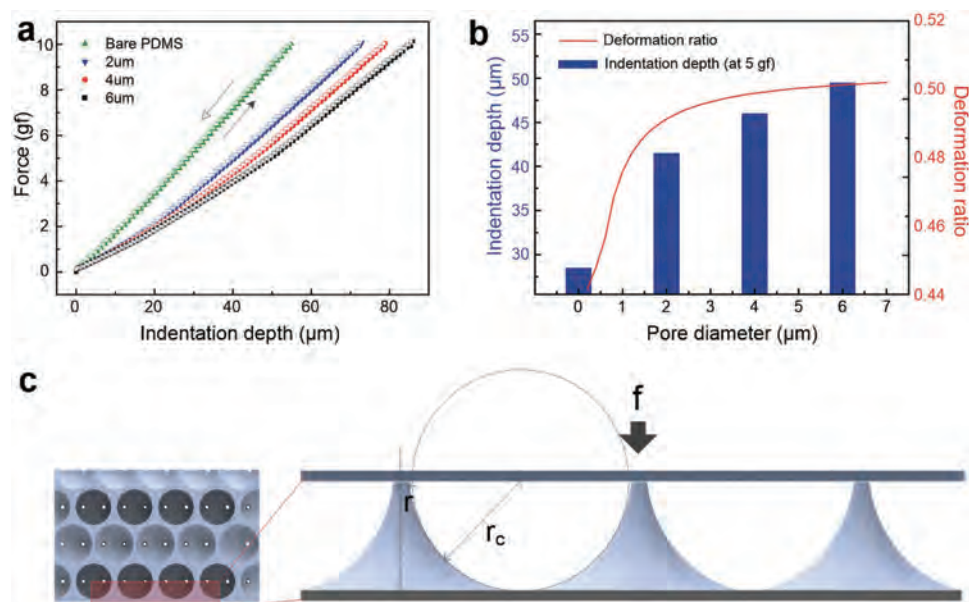 a
Bare PDMS
2um
4um
6um
10
8
6
4
2
0
Force (gf)
0 20 40 60 80
Indentation depth (μm)
b
Deformation ratio
Indentation depth (at 5 gf)
55
50
45
40
35
30
Indentation depth (μm)
0.52
0.50
0.48
0.46
0.44
Deformation ratio
0 1 2 3 4 5 6 7
Pore diameter (μm)
c
f
r
rc